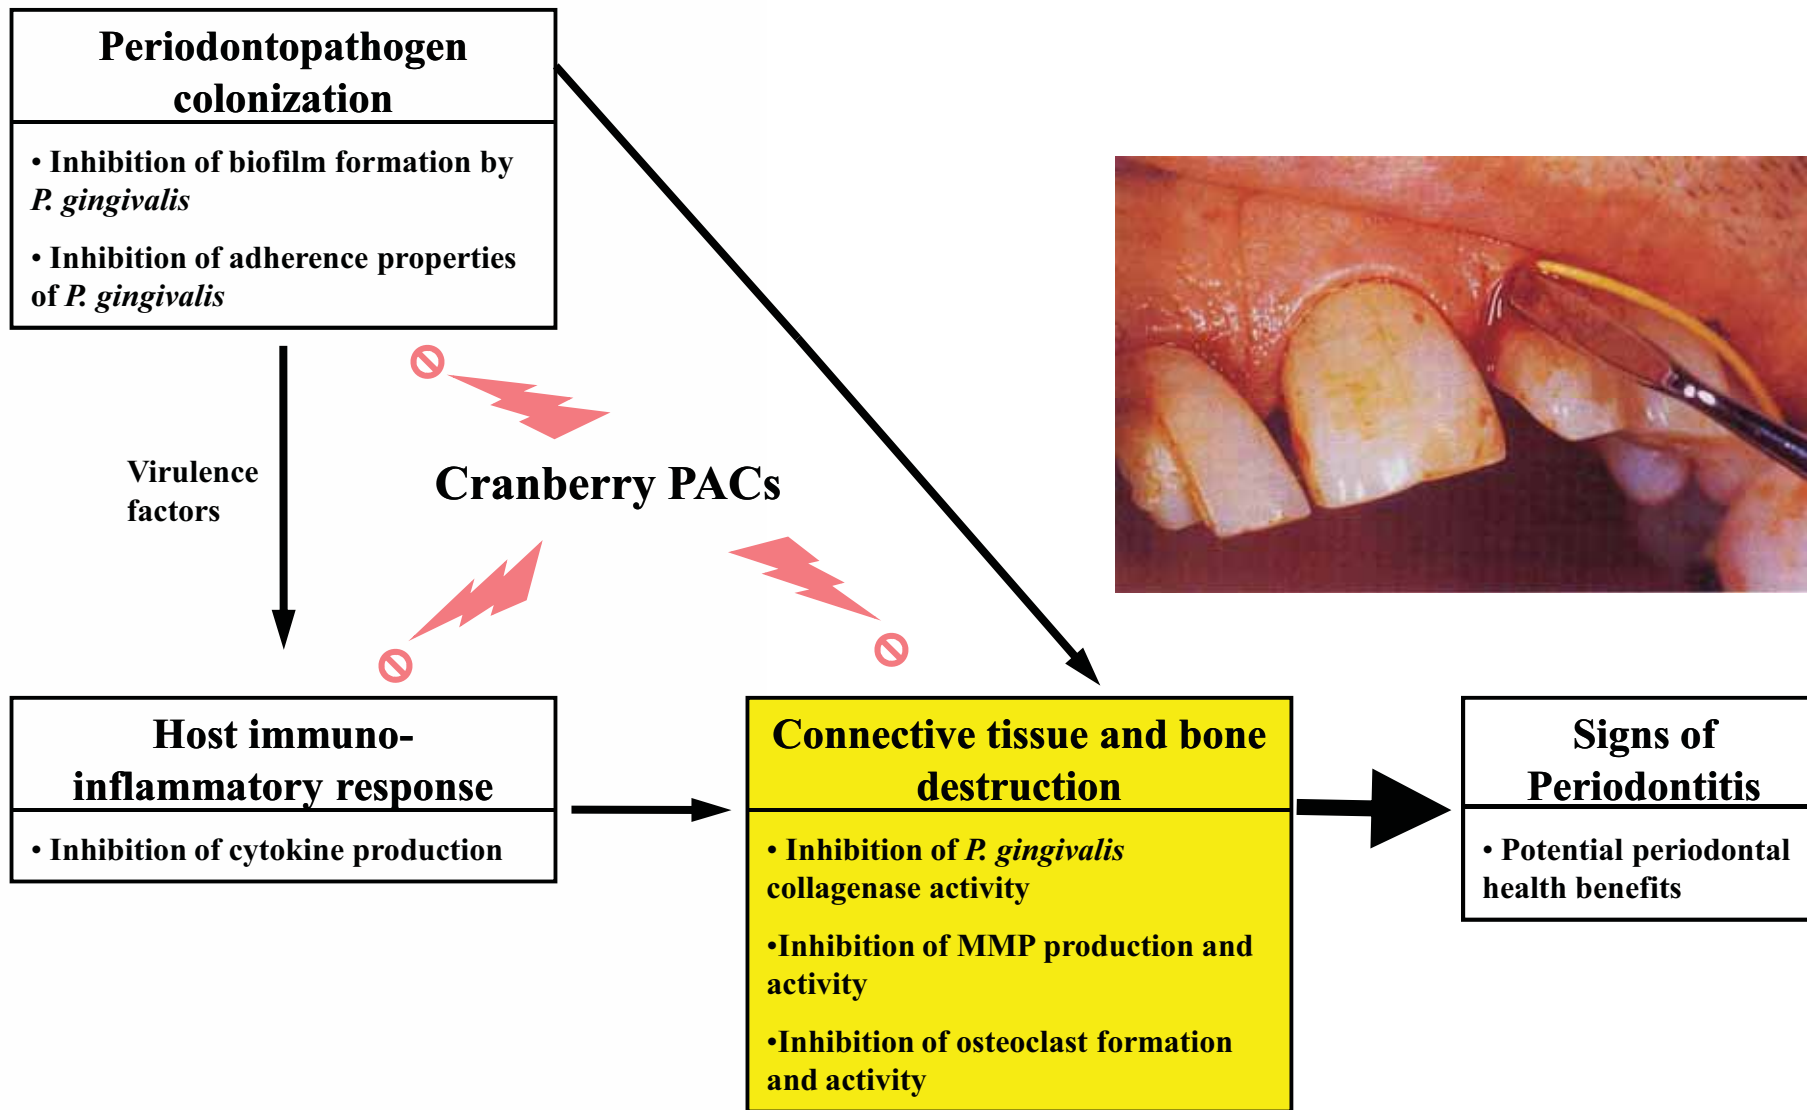 Periodontopathogen
colonization
• Inhibition of biofilm formation by
P. gingivalis
• Inhibition of adherence properties
of P. gingivalis
Virulence
factors
Cranberry PACs
Host immuno-
inflammatory response
• Inhibition of cytokine production
Connective tissue and bone
destruction
• Inhibition of P. gingivalis
collagenase activity
•Inhibition of MMP production and
activity
•Inhibition of osteoclast formation
and activity
Signs of
Periodontitis
• Potential periodontal
health benefits